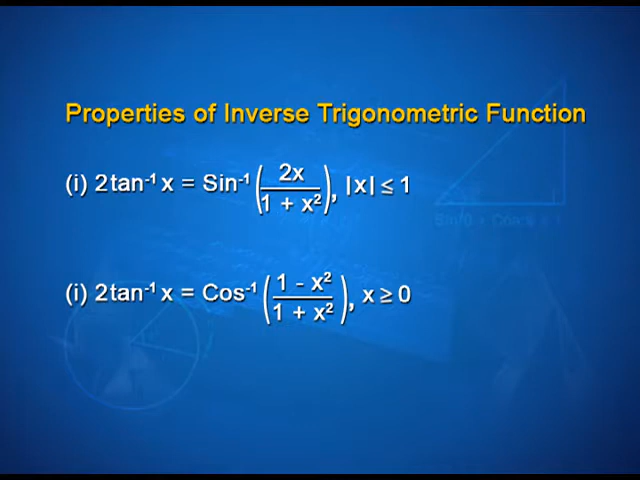 Properties of Inverse Trigonometric Function
(i) 2tan⁻¹ x = Sin⁻¹ (2x / 1 + x²), |x| ≤ 1
(i) 2tan⁻¹ x = Cos⁻¹ (1 - x² / 1 + x²), x ≥ 0